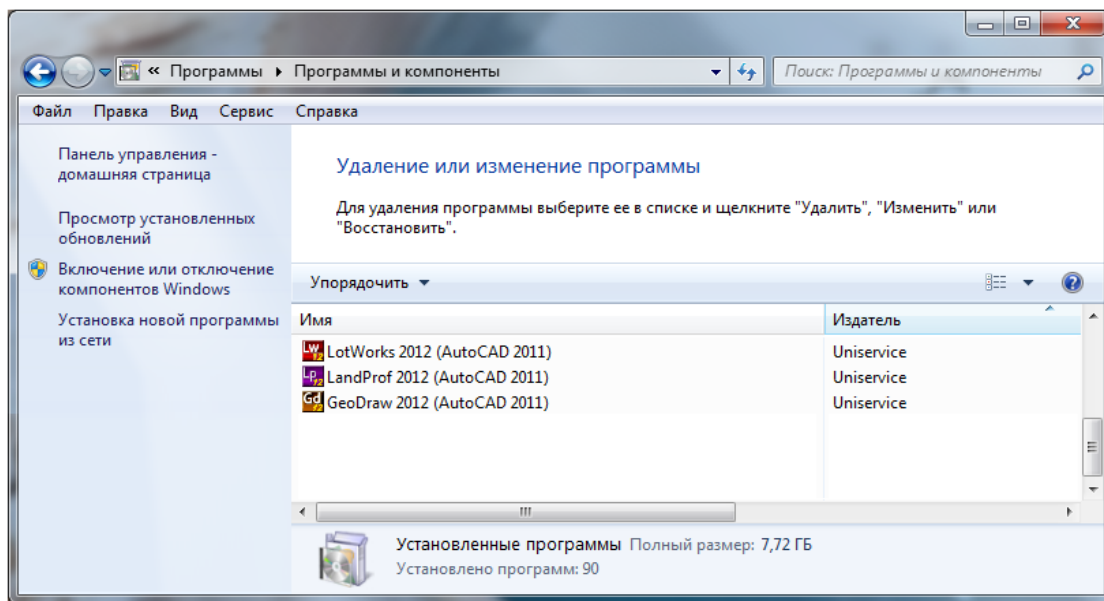 « Программы ▸ Программы и компоненты
Поиск: Программы и компоненты
Файл Правка Вид Сервис Справка
Панель управления -
домашняя страница
Просмотр установленных
обновлений
Включение или отключение
компонентов Windows
Установка новой программы
из сети
Удаление или изменение программы
Для удаления программы выберите ее в списке и щелкните "Удалить", "Изменить" или
"Восстановить".
Упорядочить
Имя Издатель
LotWorks 2012 (AutoCAD 2011) Uniservice
LandProf 2012 (AutoCAD 2011) Uniservice
GeoDraw 2012 (AutoCAD 2011) Uniservice
Установленные программы Полный размер: 7,72 ГБ
Установлено программ: 90